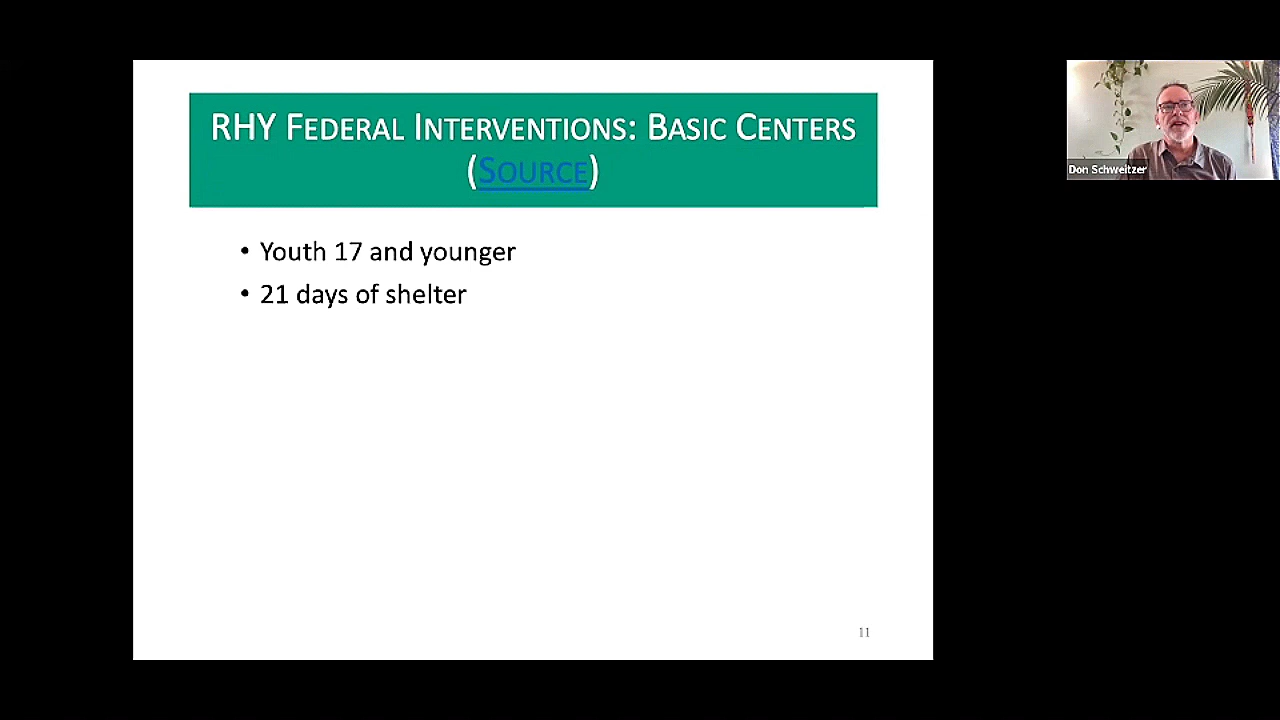 RHY FEDERAL INTERVENTIONS: BASIC CENTERS
(SOURCE)
• Youth 17 and younger
• 21 days of shelter
11
Don Schweitzer